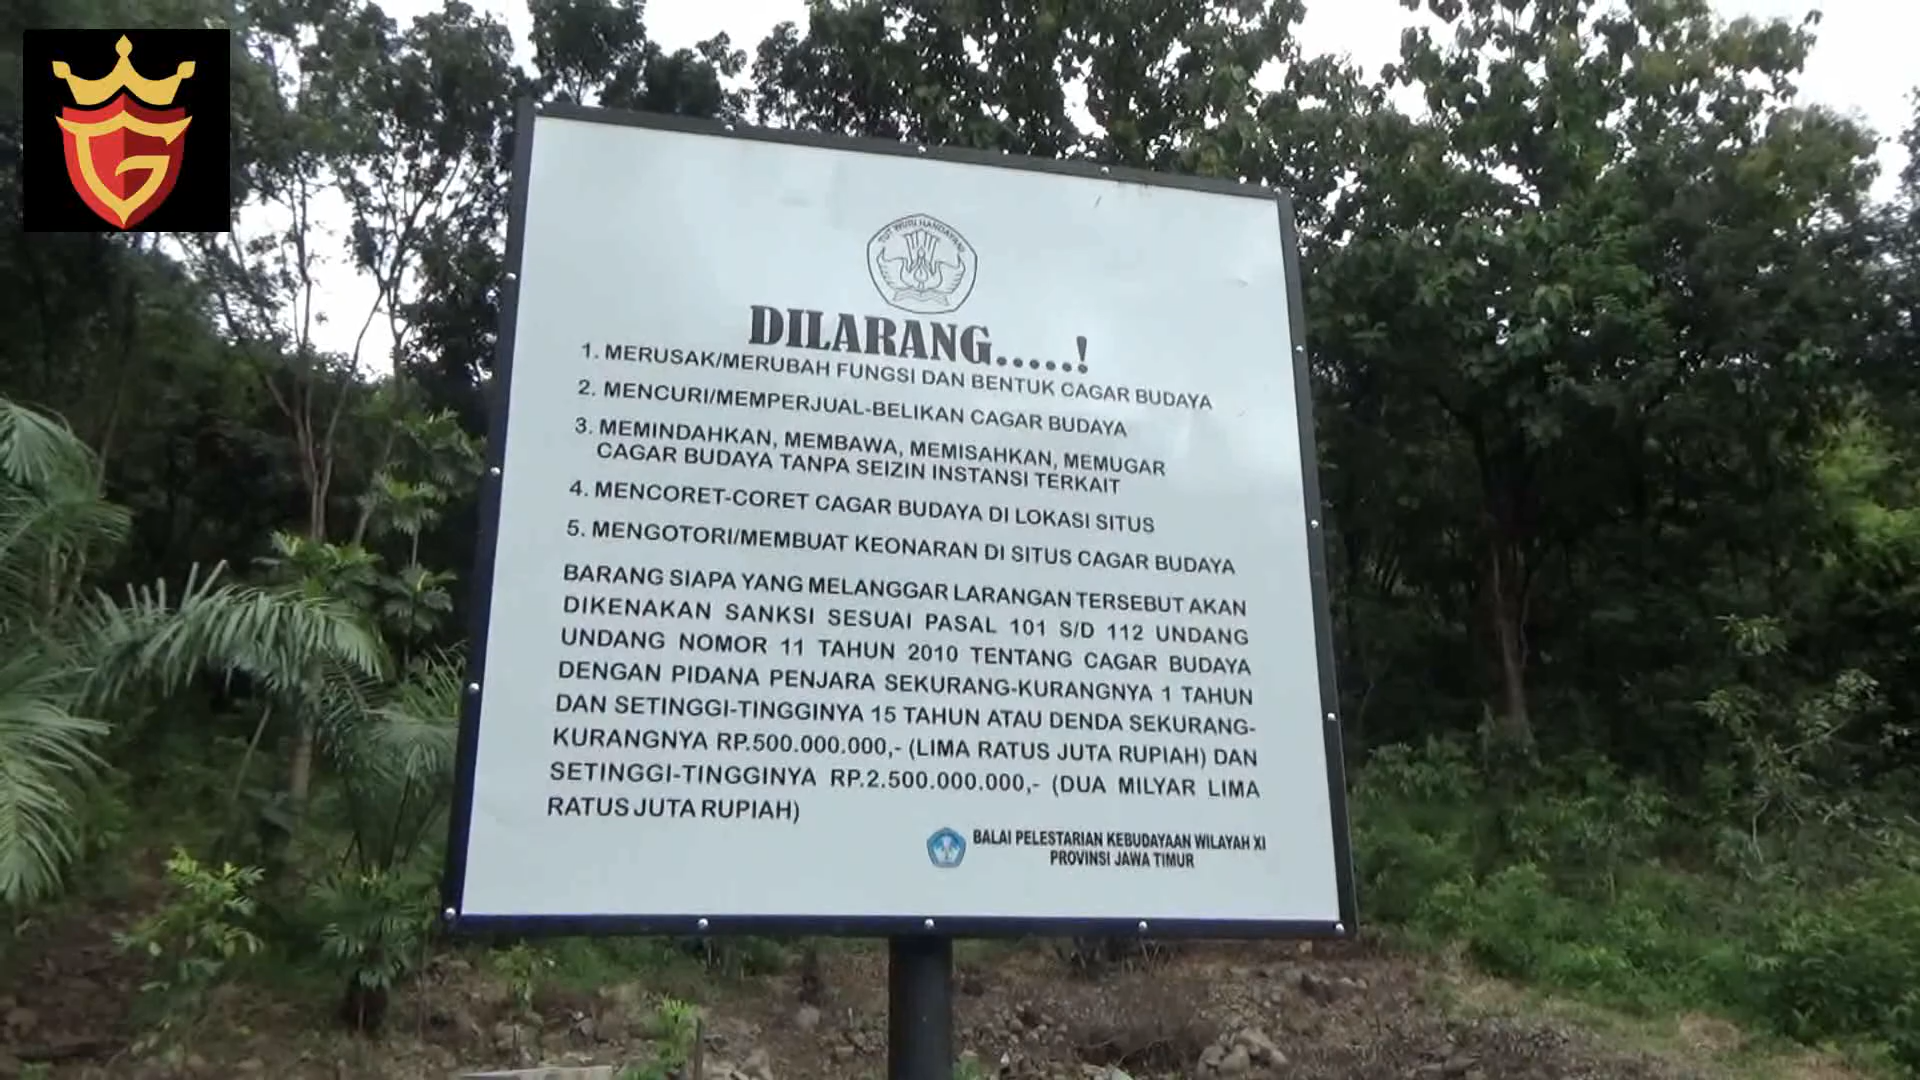 TUT WURI HANDAYANI
DILARANG.....!
1. MERUSAK/MERUBAH FUNGSI DAN BENTUK CAGAR BUDAYA
2. MENCURI/MEMPERJUAL-BELIKAN CAGAR BUDAYA
3. MEMINDAHKAN, MEMBAWA, MEMISAHKAN, MEMUGAR
CAGAR BUDAYA TANPA SEIZIN INSTANSI TERKAIT
4. MENCORET-CORET CAGAR BUDAYA DI LOKASI SITUS
5. MENGOTORI/MEMBUAT KEONARAN DI SITUS CAGAR BUDAYA
BARANG SIAPA YANG MELANGGAR LARANGAN TERSEBUT AKAN
DIKENAKAN SANKSI SESUAI PASAL 101 S/D 112 UNDANG
UNDANG NOMOR 11 TAHUN 2010 TENTANG CAGAR BUDAYA
DENGAN PIDANA PENJARA SEKURANG-KURANGNYA 1 TAHUN
DAN SETINGGI-TINGGINYA 15 TAHUN ATAU DENDA SEKURANG-
KURANGNYA RP.500.000.000,- (LIMA RATUS JUTA RUPIAH) DAN
SETINGGI-TINGGINYA RP.2.500.000.000,- (DUA MILYAR LIMA
RATUS JUTA RUPIAH)
BALAI PELESTARIAN KEBUDAYAAN WILAYAH XI
PROVINSI JAWA TIMUR